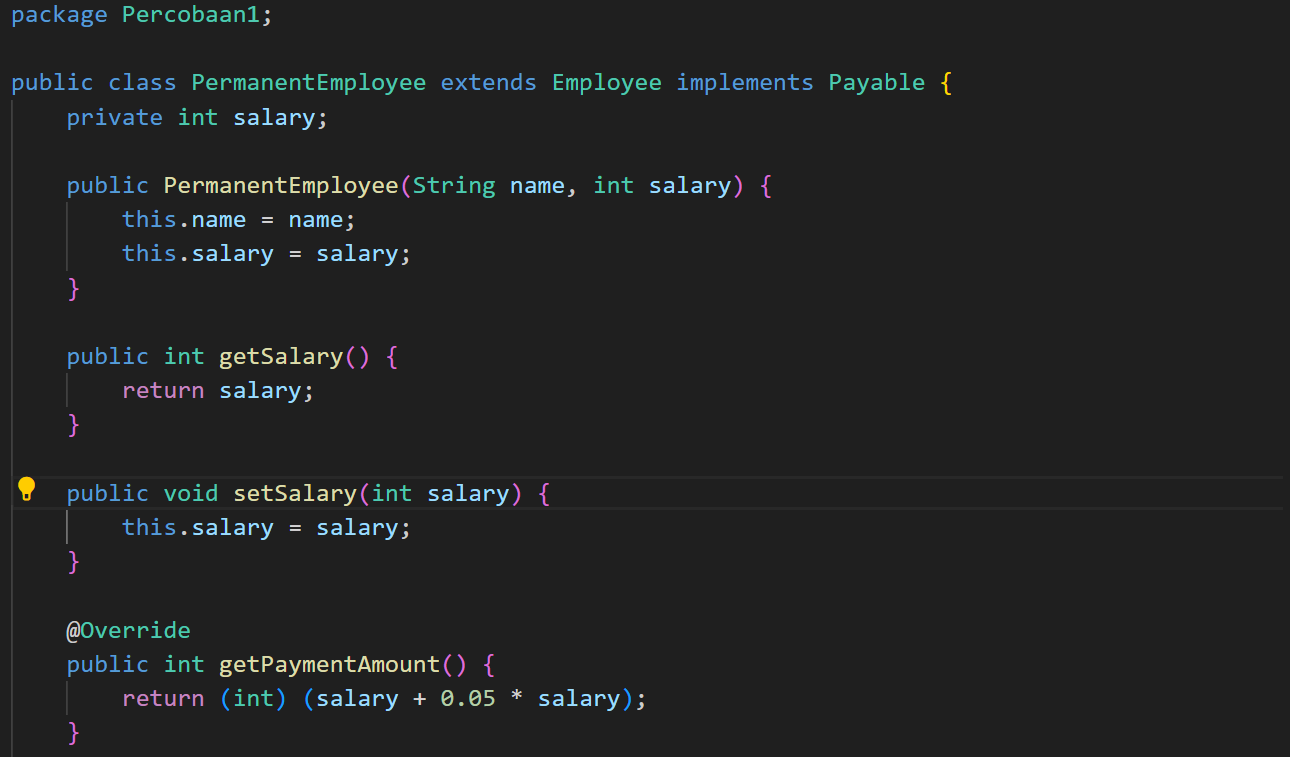 package Percobaan1;
public class PermanentEmployee extends Employee implements Payable {
private int salary;
public PermanentEmployee(String name, int salary) {
this.name = name;
this.salary = salary;
}
public int getSalary() {
return salary;
}
public void setSalary(int salary) {
this.salary = salary;
}
@Override
public int getPaymentAmount() {
return (int) (salary + 0.05 * salary);
}